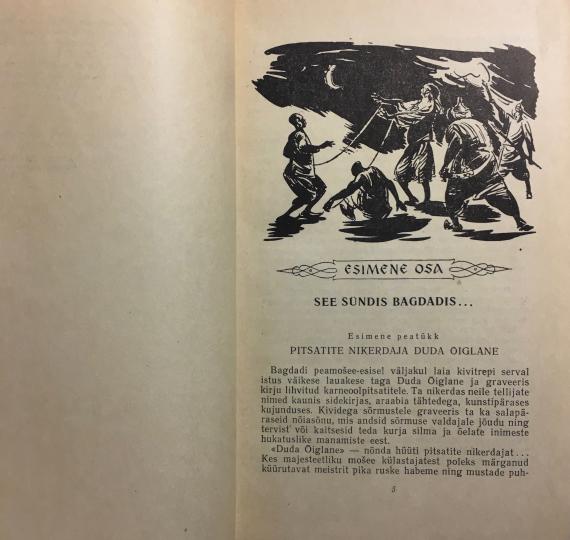 ESIMENE OSA
SEE SÜNDIS BAGDADIS...
Esimene peatükk
PITSATITE NIKERDAJA DUDA ÕIGLANE
Bagdadi peamošee-esisel väljakul laia kivitrepi serval
istus väikese lauakese taga Duda Õiglane ja graveeris
kirju lihvitud karneoolpitsatitele. Ta nikerdas neile tellijate
nimed kaunis sidekirjas, araabia tähtedega, kunstipärases
kujunduses. Kividega sõrmustele graveeris ta ka salapä-
raseid nõiasõnu, mis andsid sõrmuse valdajale jõudu ning
tervist või kaitsesid teda kurja silma ja õelate inimeste
hukatuslike manamiste eest.
«Duda Õiglane» — nõnda hüüti pitsatite nikerdajat...
Kes majesteetliku mošee külastajatest poleks märganud
küürutavat meistrit pika ruske habeme ning mustade puh-
5